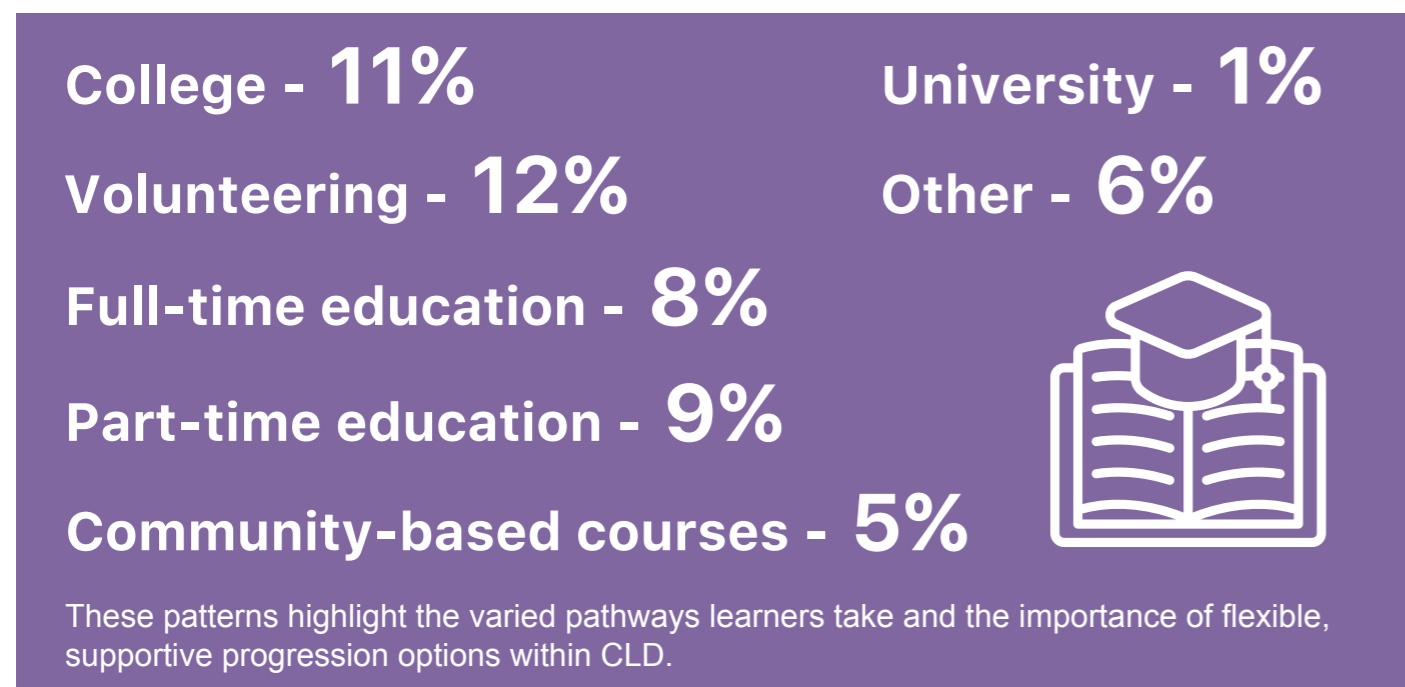 College - 11%
Volunteering - 12%
Full-time education - 8%
Part-time education - 9%
Community-based courses - 5%
University - 1%
Other - 6%
These patterns highlight the varied pathways learners take and the importance of flexible,
supportive progression options within CLD.